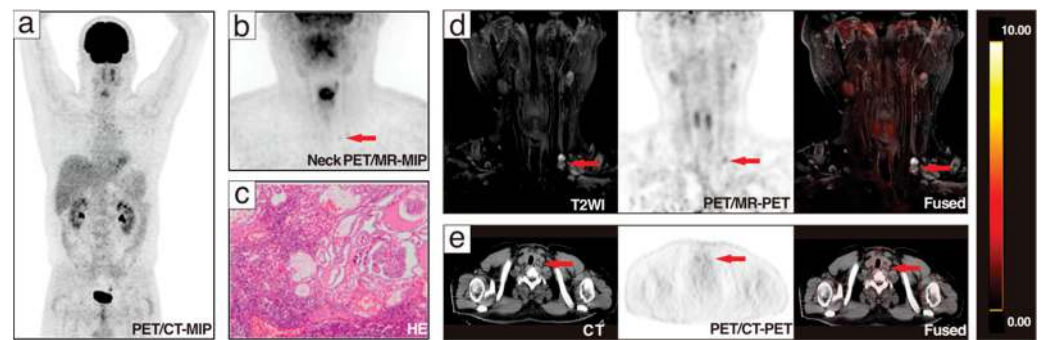 a
PET/CT-MIP
b
Neck PET/MR-MIP
c
HE
d
T2WI
PET/MR-PET
Fused
e
CT
PET/CT-PET
Fused
10.00
0.00